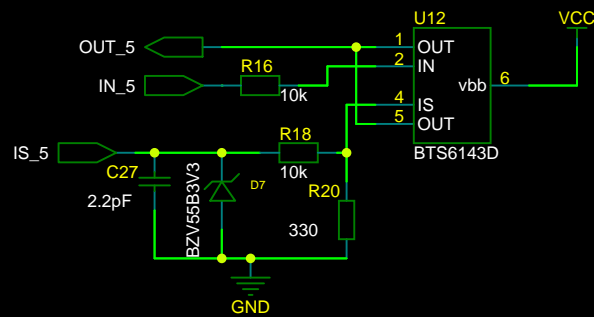 U12
VCC
OUT_5
1
OUT
R16
2
IN
IN_5
10k
vbb
6
4
IS
5
OUT
R18
BTS6143D
IS_5
C27
10k
D7
R20
2.2pF
BZV55B3V3
330
GND